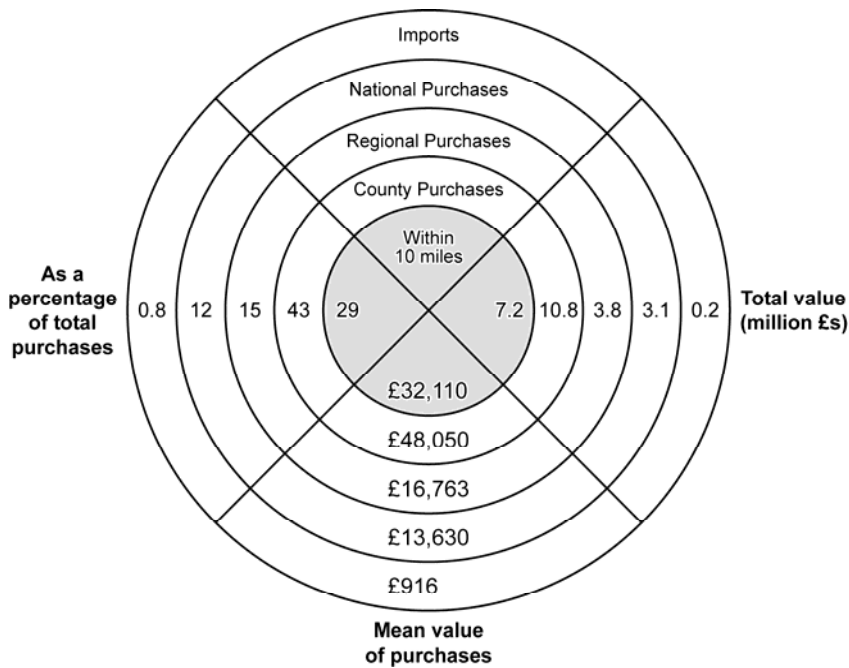 Imports
National Purchases
Regional Purchases
County Purchases
Within
10 miles
As a
percentage
of total
purchases
0.8 12 15 43 29 7.2 10.8 3.8 3.1 0.2
Total value
(million £s)
£32,110
£48,050
£16,763
£13,630
£916
Mean value
of purchases